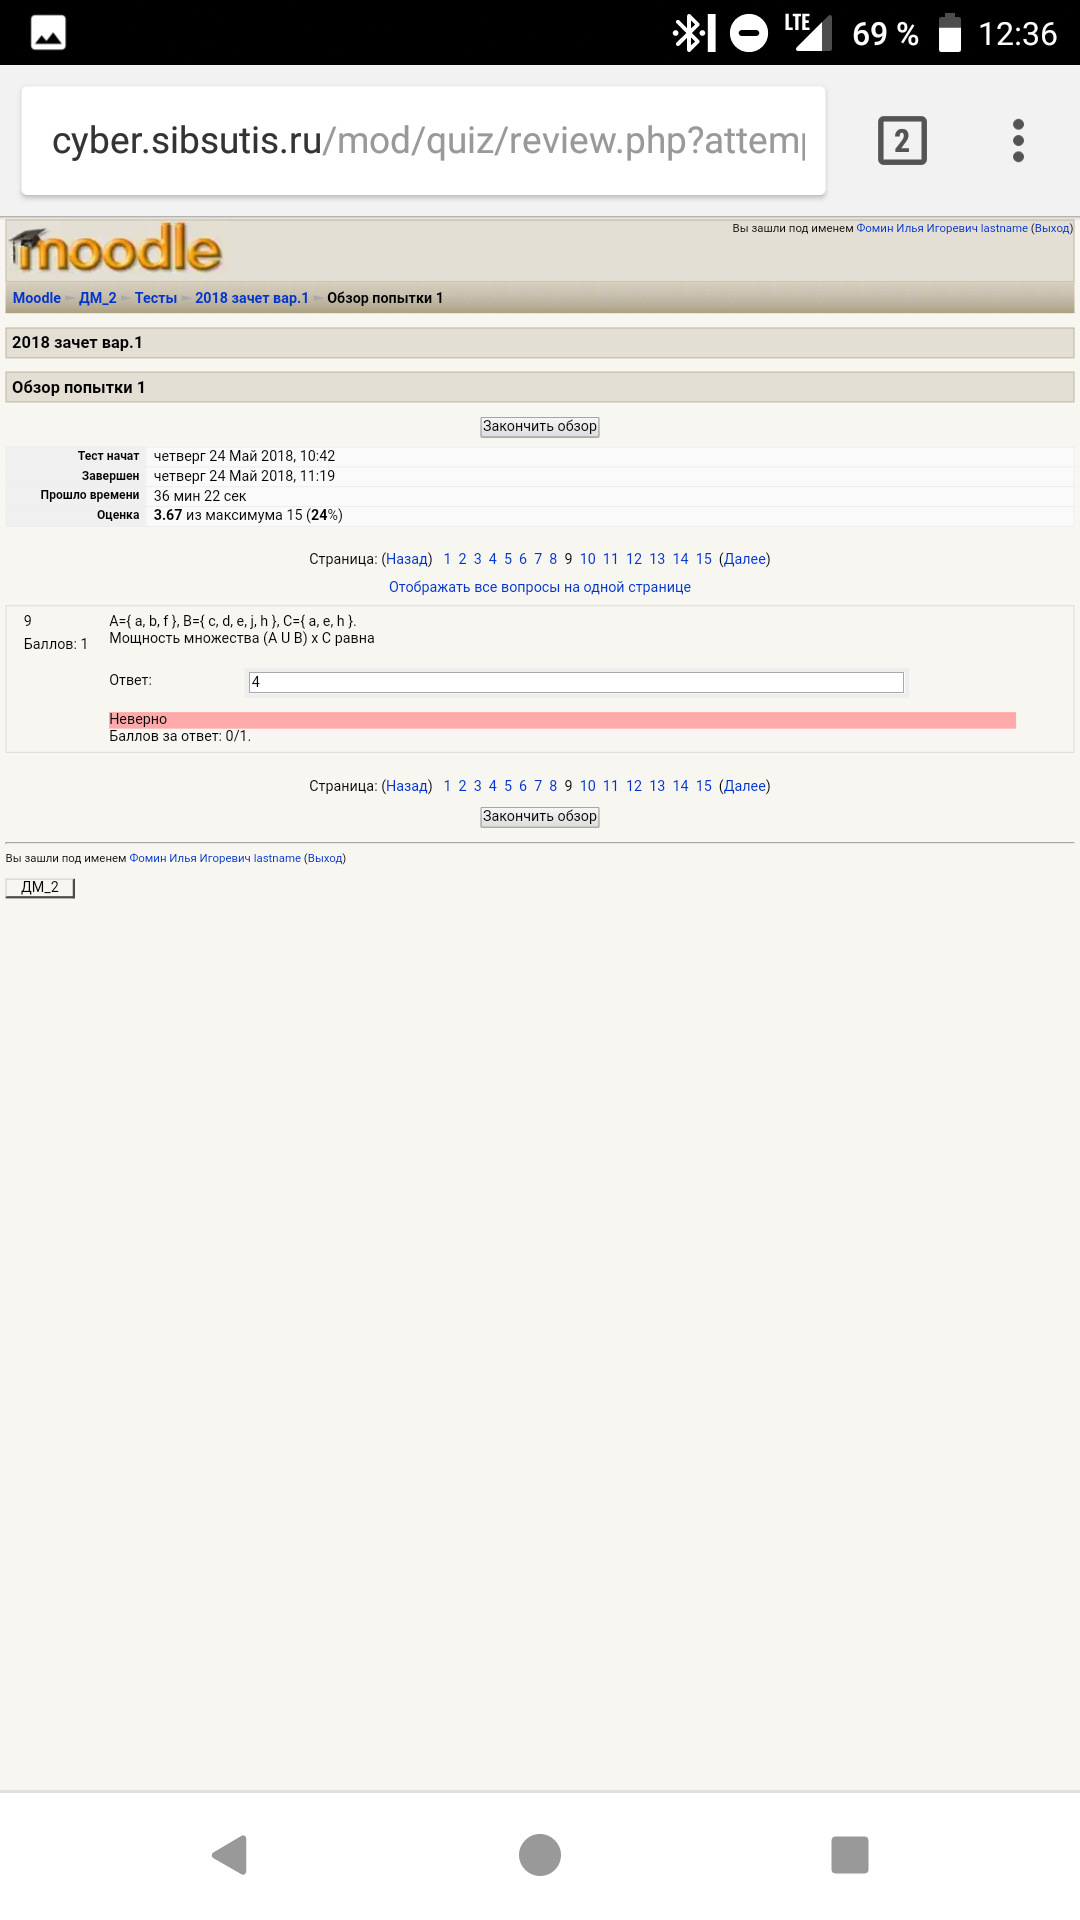 LTE 69 % 12:36
cyber.sibsutis.ru/mod/quiz/review.php?attem
2
moodle
Вы зашли под именем Фомин Илья Игоревич lastname (Выход)
Moodle ► ДМ_2 ► Тесты ► 2018 зачет вар.1 ► Обзор попытки 1
2018 зачет вар.1
Обзор попытки 1
Закончить обзор
Тест начат четверг 24 Май 2018, 10:42
Завершен четверг 24 Май 2018, 11:19
Прошло времени 36 мин 22 сек
Оценка 3.67 из максимума 15 (24%)
Страница: (Назад) 1 2 3 4 5 6 7 8 9 10 11 12 13 14 15 (Далее)
Отображать все вопросы на одной странице
9
Баллов: 1
A={ a, b, f }, B={ c, d, e, j, h }, C={ a, e, h }.
Мощность множества (A U B) x C равна
Ответ: 4
Неверно
Баллов за ответ: 0/1.
Страница: (Назад) 1 2 3 4 5 6 7 8 9 10 11 12 13 14 15 (Далее)
Закончить обзор
Вы зашли под именем Фомин Илья Игоревич lastname (Выход)
ДМ_2